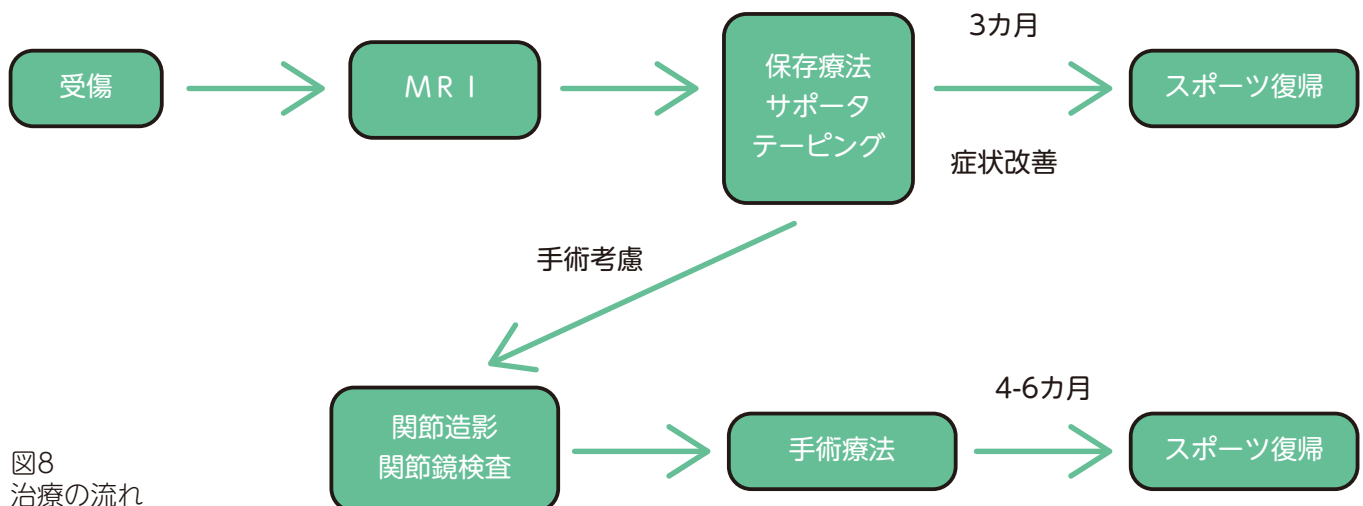 受傷
MRI
保存療法
サポータ
テーピング
3カ月
症状改善
スポーツ復帰
手術考慮
関節造影
関節鏡検査
手術療法
4-6カ月
スポーツ復帰
図8
治療の流れ